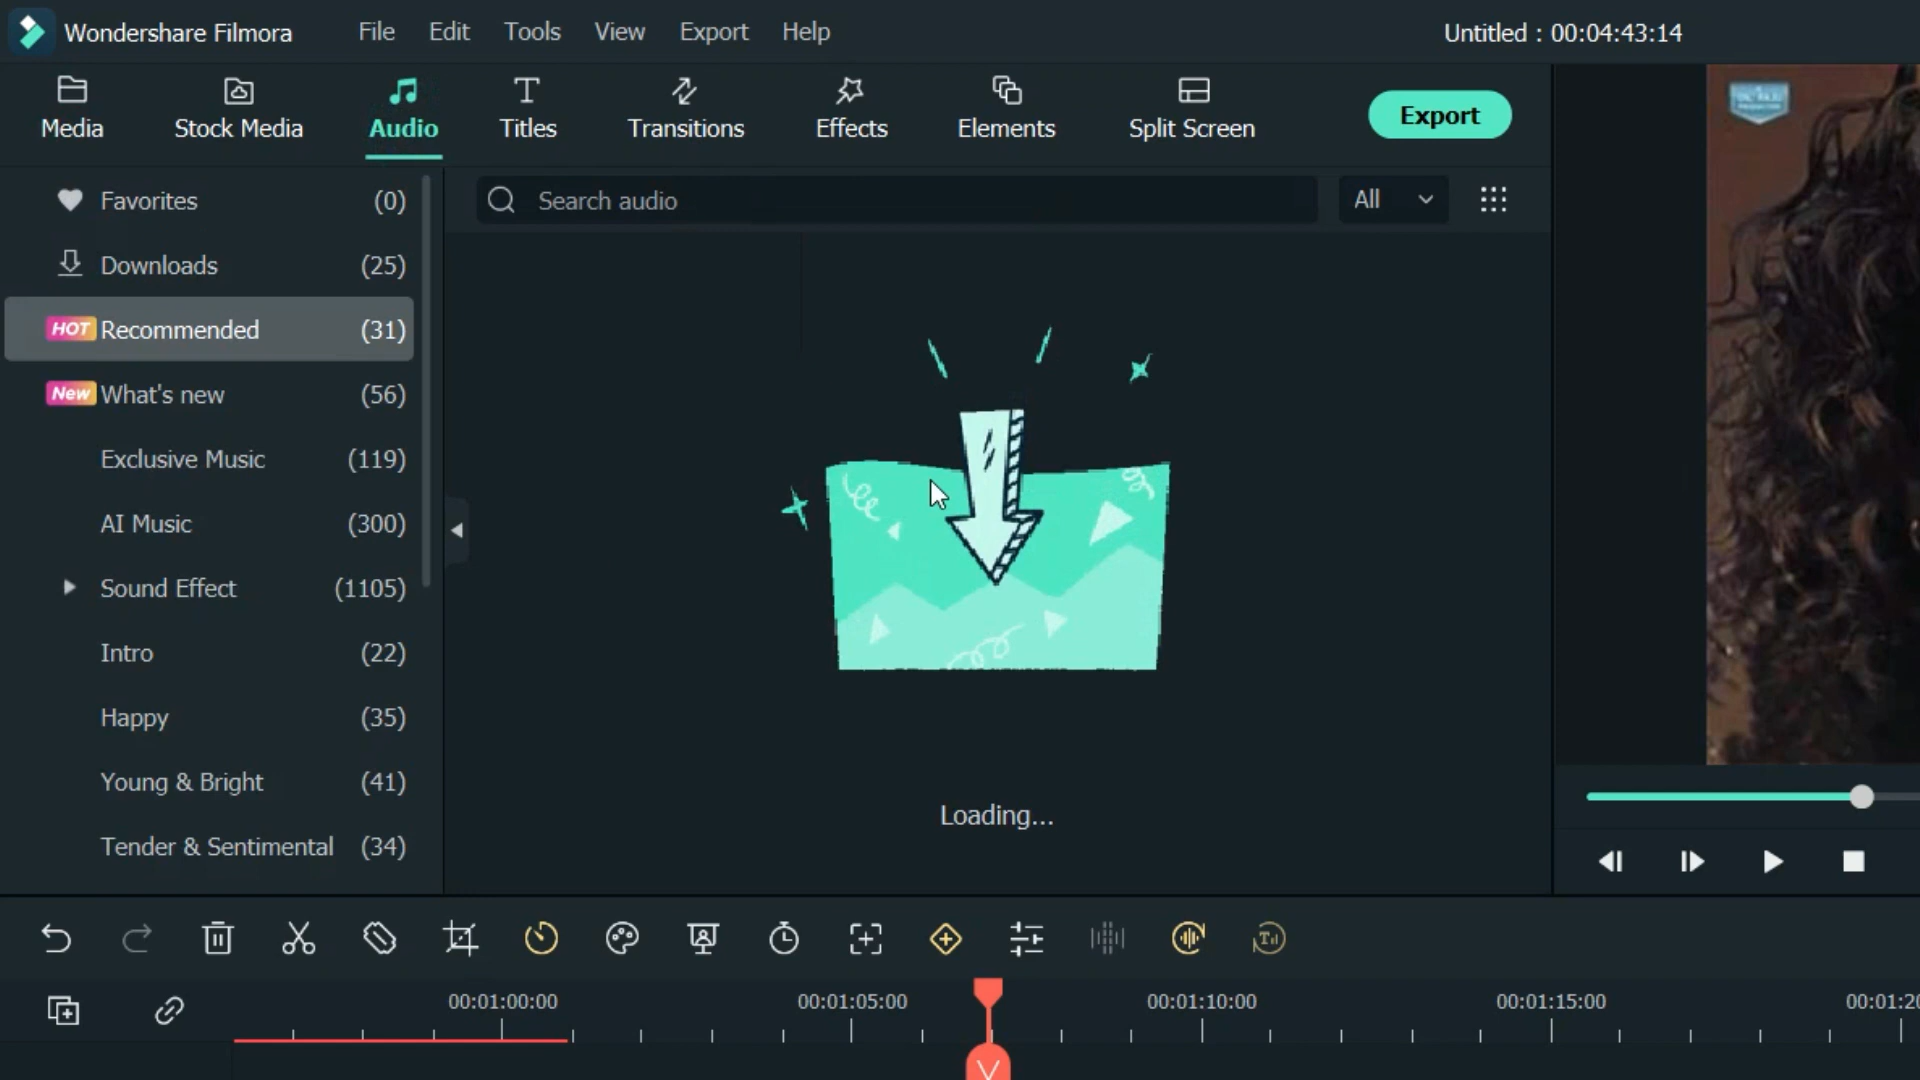 Wondershare Filmora
File Edit Tools View Export Help
Untitled : 00:04:43:14
Media
Stock Media
Audio
Titles
Transitions
Effects
Elements
Split Screen
Export
Favorites (0)
Downloads (25)
HOT Recommended (31)
New What's new (56)
Exclusive Music (119)
AI Music (300)
Sound Effect (1105)
Intro (22)
Happy (35)
Young & Bright (41)
Tender & Sentimental (34)
Search audio
All
Loading...
00:01:00:00
00:01:05:00
00:01:10:00
00:01:15:00